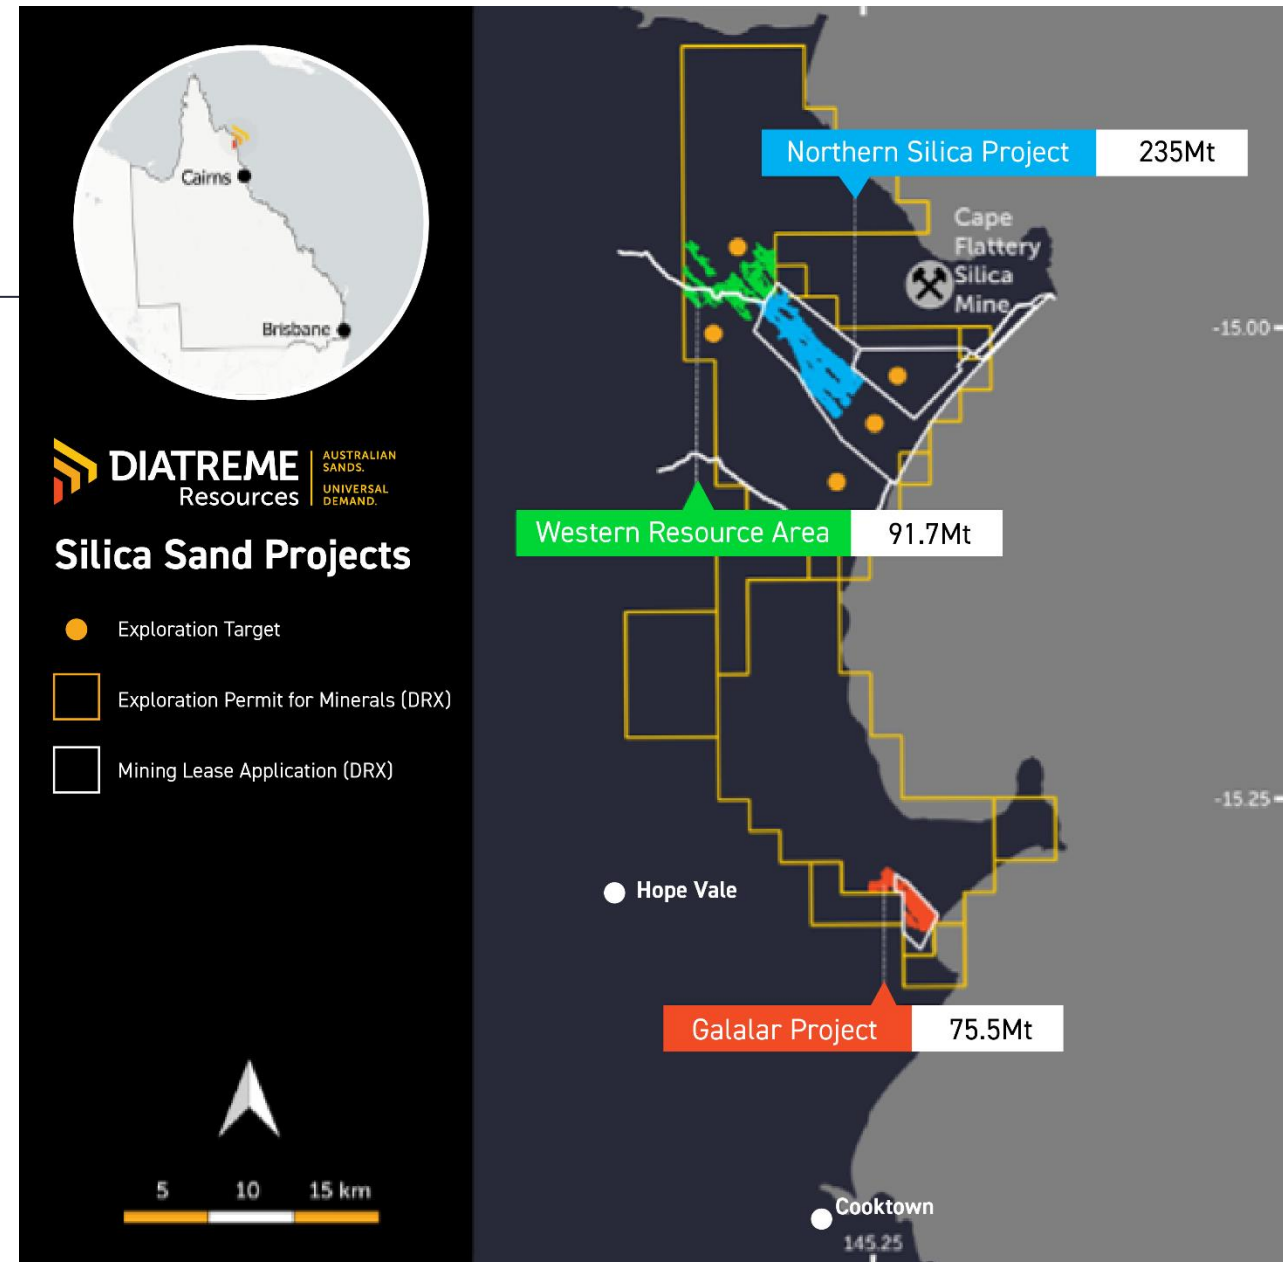 Cairns
Brisbane
DIATREME
Resources
AUSTRALIAN
SANDS.
UNIVERSAL
DEMAND.
Silica Sand Projects
Exploration Target
Exploration Permit for Minerals (DRX)
Mining Lease Application (DRX)
5 10 15 km
Northern Silica Project 235Mt
Cape
Flattery
Silica
Mine
-15.00
Western Resource Area 91.7Mt
-15.25
Hope Vale
Galalar Project 75.5Mt
Cooktown
145.25